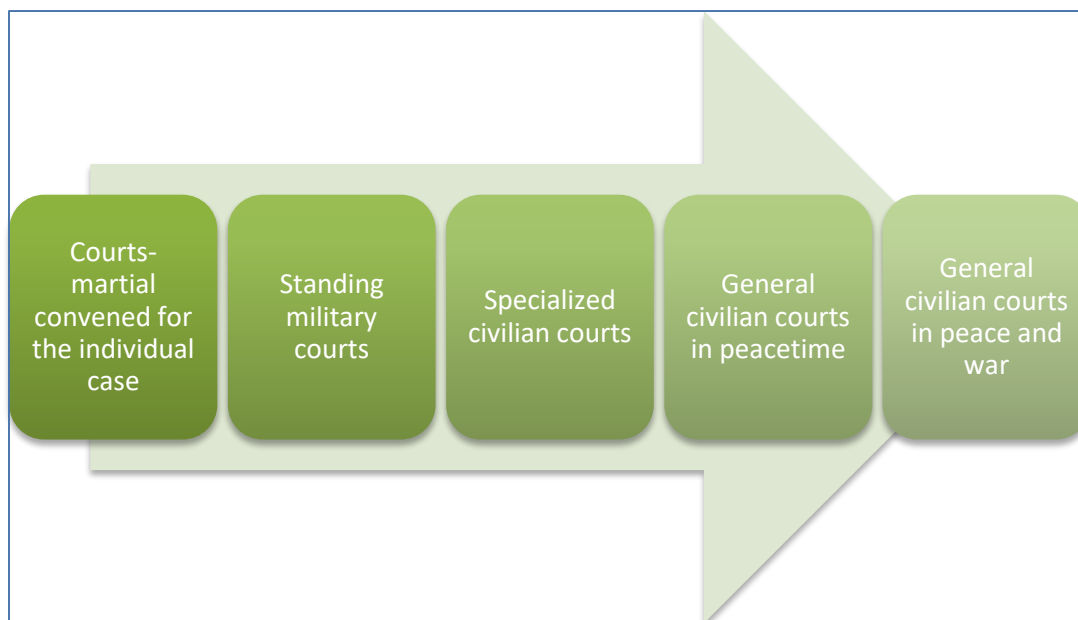 Courts-
martial
convened for
the individual
case
Standing
military
courts
Specialized
civilian courts
General
civilian courts
in peacetime
General
civilian courts
in peace and
war